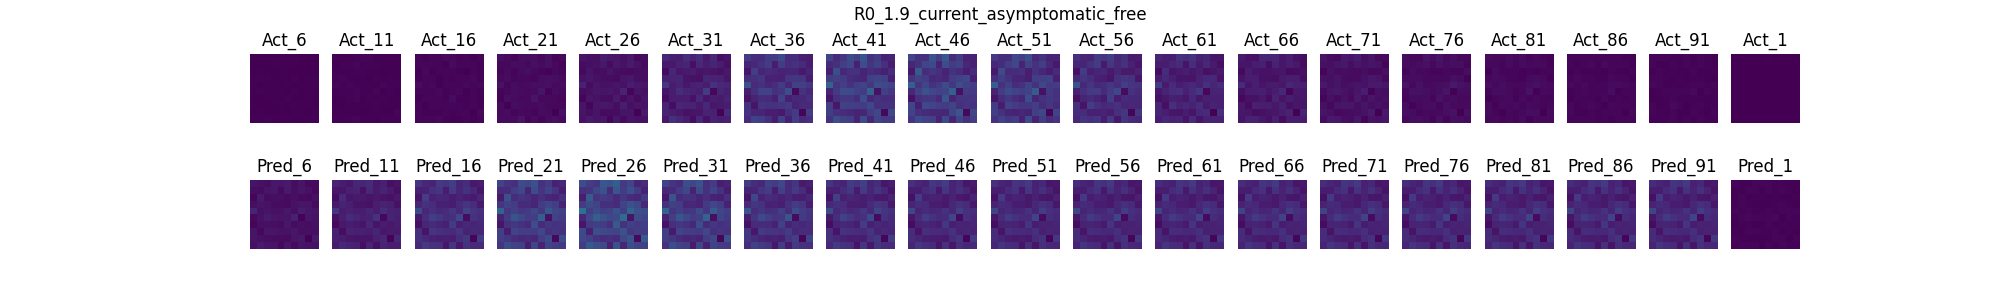 R0_1.9_current_asymptomatic_free
Act_6 Act_11 Act_16 Act_21 Act_26 Act_31 Act_36 Act_41 Act_46 Act_51 Act_56 Act_61 Act_66 Act_71 Act_76 Act_81 Act_86 Act_91 Act_1
Pred_6 Pred_11 Pred_16 Pred_21 Pred_26 Pred_31 Pred_36 Pred_41 Pred_46 Pred_51 Pred_56 Pred_61 Pred_66 Pred_71 Pred_76 Pred_81 Pred_86 Pred_91 Pred_1